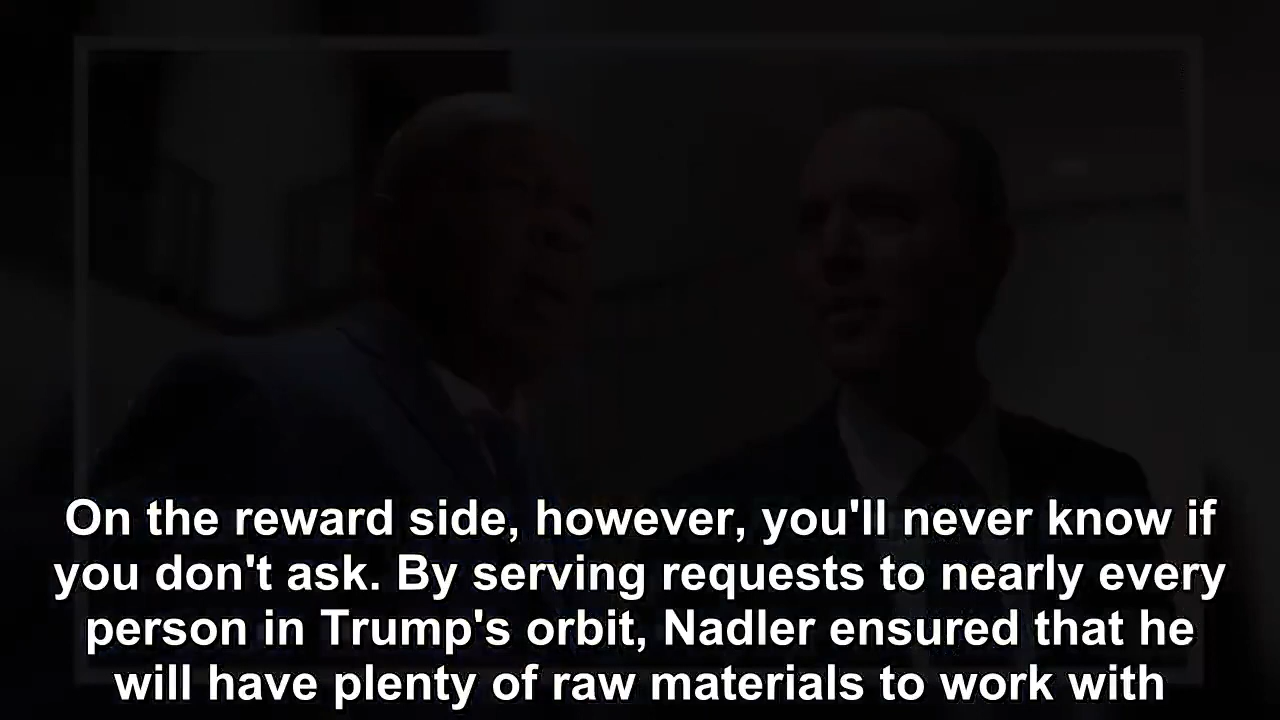 On the reward side, however, you'll never know if
you don't ask. By serving requests to nearly every
person in Trump's orbit, Nadler ensured that he
will have plenty of raw materials to work with